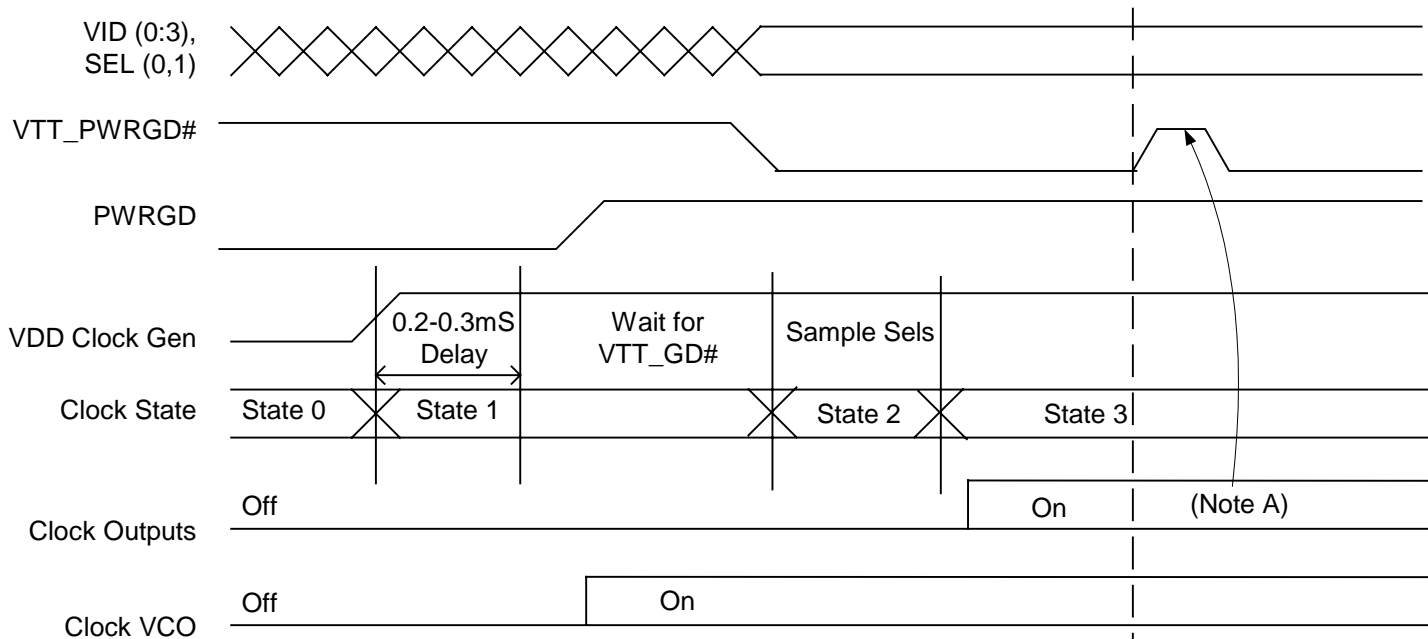 VID (0:3),
SEL (0,1)
VTT_PWRGD#
PWRGD
VDD Clock Gen
0.2-0.3mS
Delay
Wait for
VTT_GD#
Sample Sels
Clock State
State 0
State 1
State 2
State 3
Clock Outputs
Off
On
(Note A)
Clock VCO
Off
On